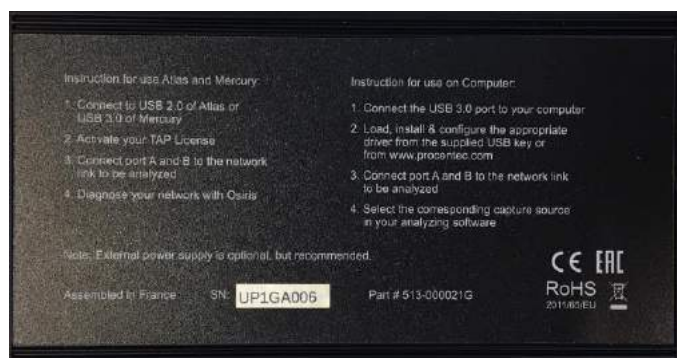 Instruction for use Atlas and Mercury:
1. Connect to USB 2.0 of Atlas or
USB 3.0 of Mercury
2. Activate your TAP License
3. Connect port A and B to the network
link to be analyzed
4. Diagnose your network with Osiris
Instruction for use on Computer:
1. Connect the USB 3.0 port to your computer
2. Load, install & configure the appropriate
driver from the supplied USB key or
from www.procentec.com
3. Connect port A and B to the network link
to be analyzed
4. Select the corresponding capture source
in your analyzing software
Note: External power supply is optional, but recommended.
Assembled in France SN: UP1GA006 Part # 513-000021G
CE EAC
RoHS
2011/65/EU